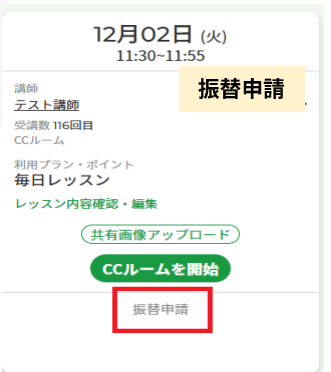 12月02日 (火)
11:30~11:55
振替申請
講師
テスト講師
受講数 116回目
CCルーム
利用プラン・ポイント
毎日レッスン
レッスン内容確認・編集
共有画像アップロード
CCルームを開始
振替申請